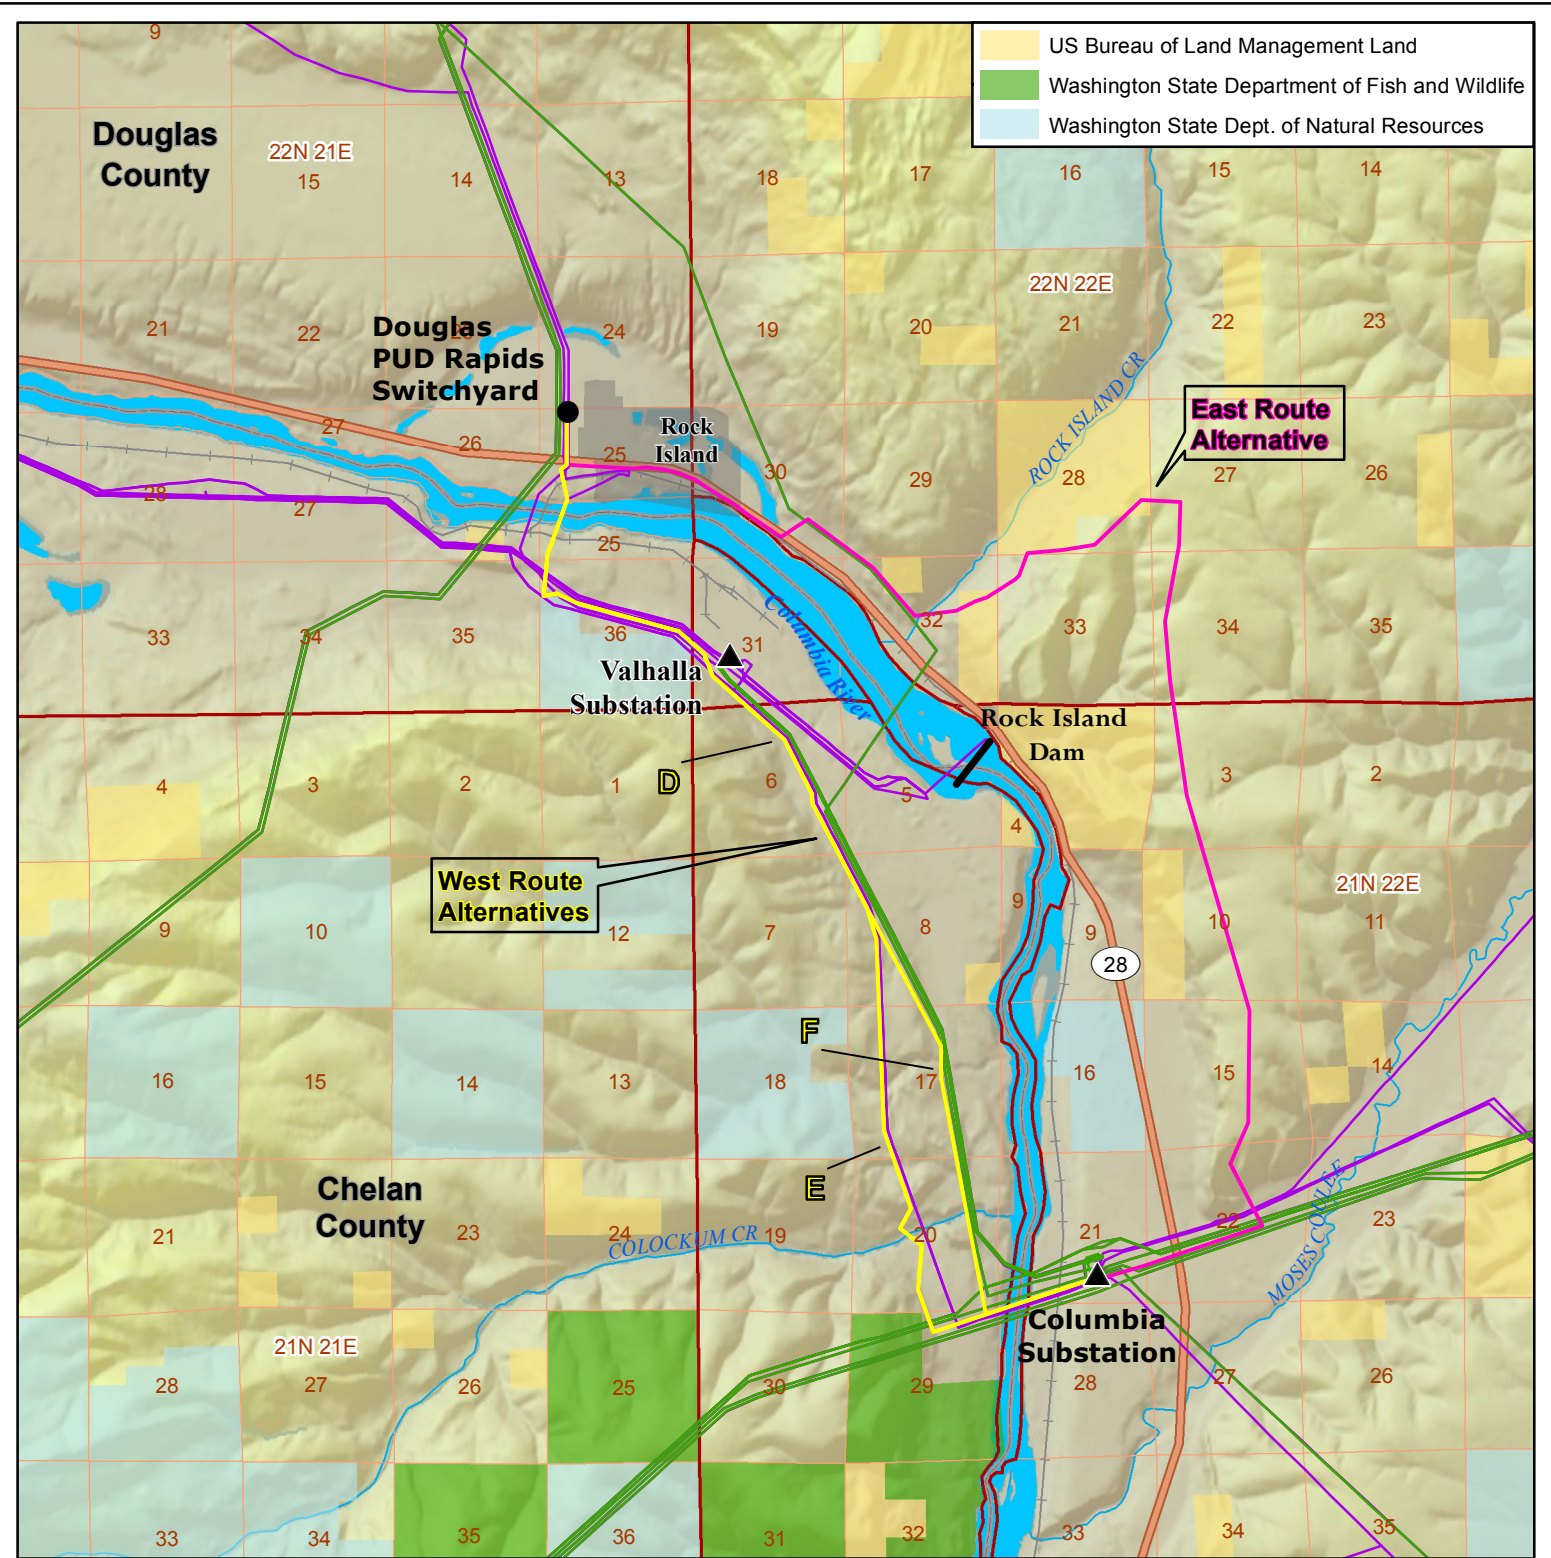 US Bureau of Land Management Land
Washington State Department of Fish and Wildlife
Washington State Dept. of Natural Resources
9
Douglas
County
22N 21E
15
14
13
18
17
16
15
14
22N 22E
21
22
23
24
19
20
21
22
23
Douglas
PUD Rapids
Switchyard
ROCK ISLAND CR
East Route
Alternative
27
26
25
Rock
Island
30
29
28
27
26
28
27
25
33
34
35
36
31
32
33
34
35
Columbia River
Valhalla
Substation
Rock Island
Dam
D
4
3
2
1
6
5
4
3
2
West Route
Alternatives
21N 22E
9
10
12
7
8
9
9
10
11
28
F
16
15
14
13
18
17
16
15
14
E
Chelan
County
21
23
24
19
20
21
22
23
COLOCKUM CR
MOSES COULEE
Columbia
Substation
21N 21E
28
27
26
25
30
29
28
27
26
33
34
35
36
31
32
33
34
35